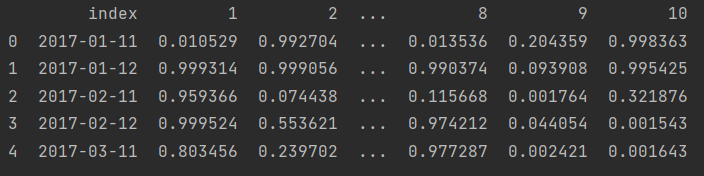 index 1 2 ... 8 9 10
0 2017-01-11 0.010529 0.992704 ... 0.013536 0.204359 0.998363
1 2017-01-12 0.999314 0.999056 ... 0.990374 0.093908 0.995425
2 2017-02-11 0.959366 0.074438 ... 0.115668 0.001764 0.321876
3 2017-02-12 0.999524 0.553621 ... 0.974212 0.044054 0.001543
4 2017-03-11 0.803456 0.239702 ... 0.977287 0.002421 0.001643